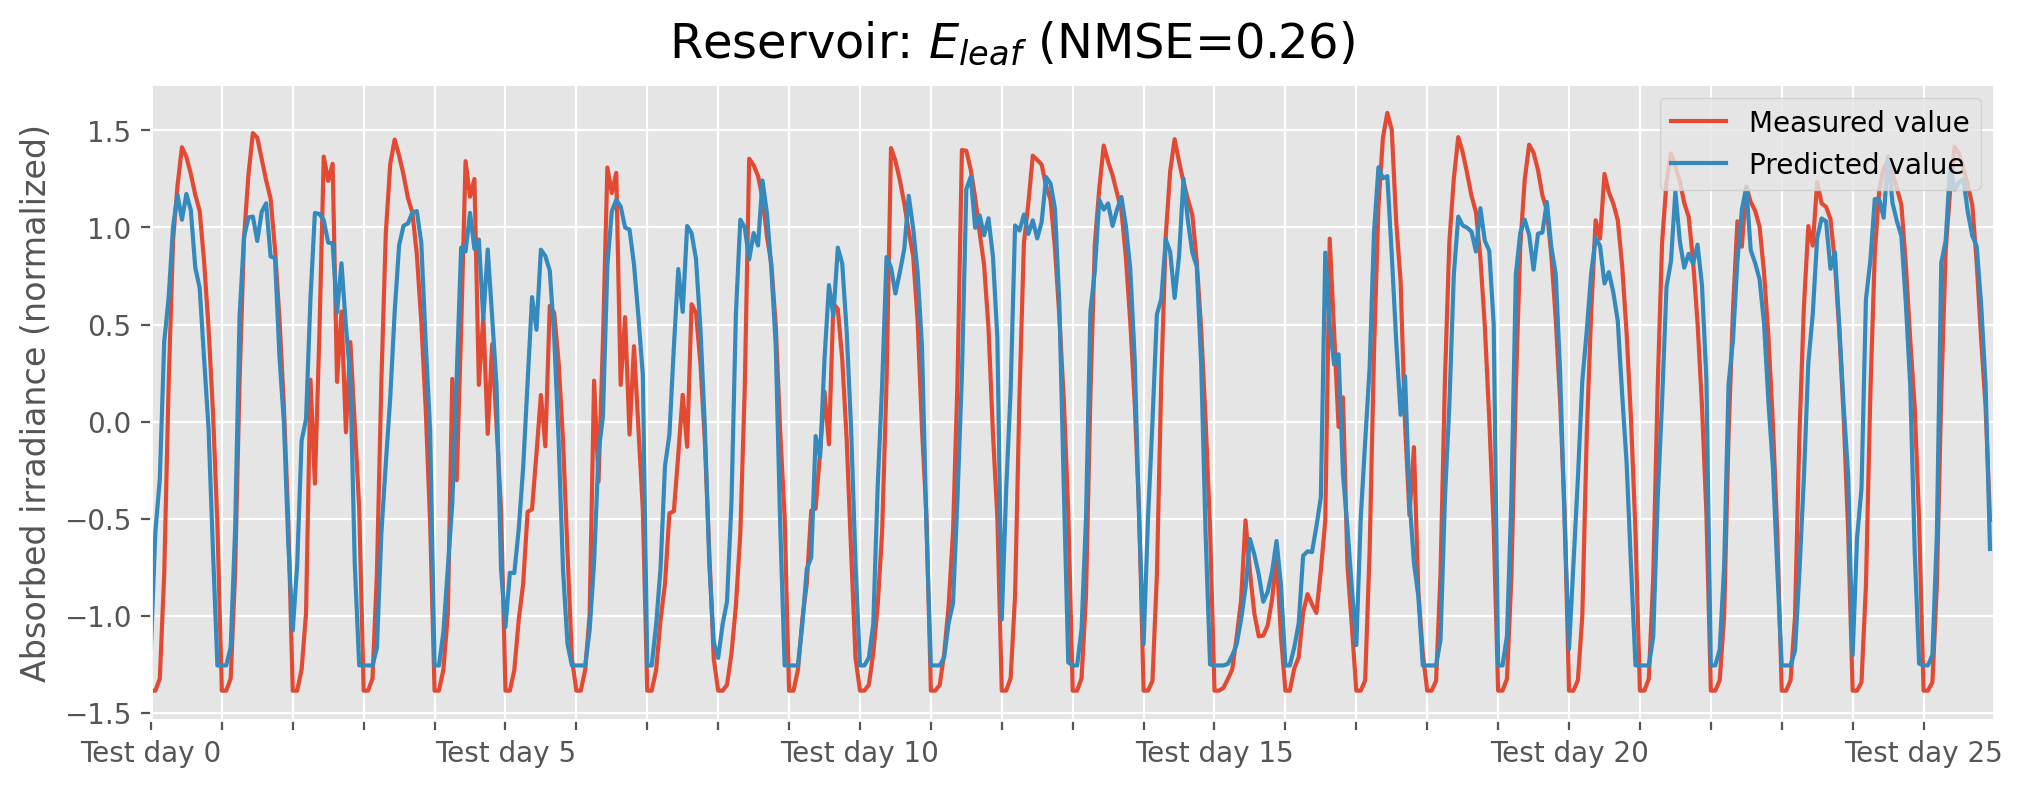 Reservoir: E_leaf (NMSE=0.26)
Absorbed irradiance (normalized)
1.5
1.0
0.5
0.0
−0.5
−1.0
−1.5
Measured value
Predicted value
Test day 0 Test day 5 Test day 10 Test day 15 Test day 20 Test day 25